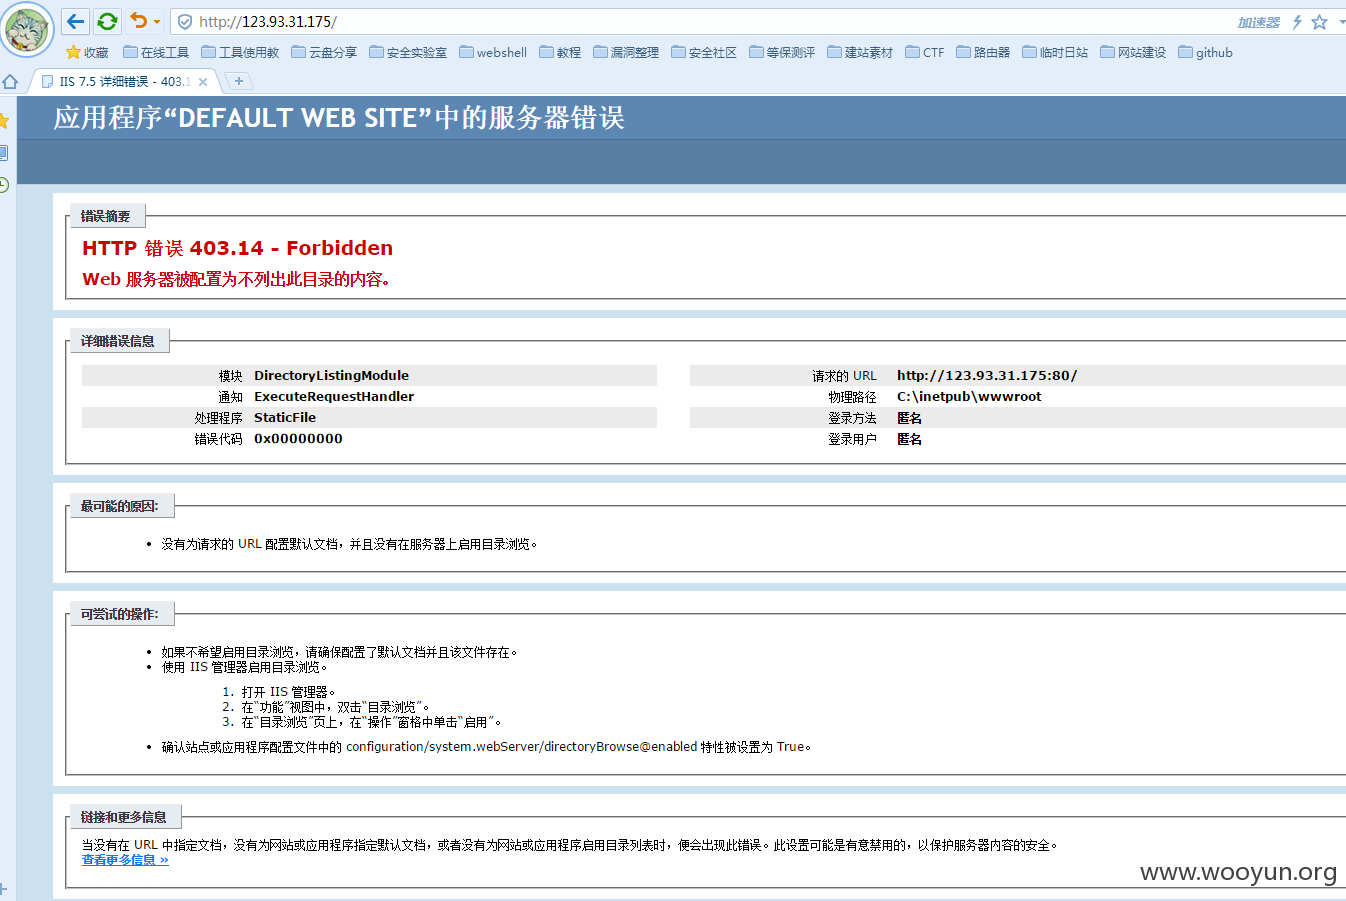 http://123.93.31.175/
加速器
收藏 在线工具 工具使用教 云盘分享 安全实验室 webshell 教程 漏洞整理 安全社区 等保测评 建站素材 CTF 路由器 临时日站 网站建设 github
IIS 7.5 详细错误 - 403.1
应用程序“DEFAULT WEB SITE”中的服务器错误
错误摘要
HTTP 错误 403.14 - Forbidden
Web 服务器被配置为不列出此目录的内容。
详细错误信息
模块 DirectoryListingModule
通知 ExecuteRequestHandler
处理程序 StaticFile
错误代码 0x00000000
请求的 URL http://123.93.31.175:80/
物理路径 C:\inetpub\wwwroot
登录方法 匿名
登录用户 匿名
最可能的原因:
• 没有为请求的 URL 配置默认文档，并且没有在服务器上启用目录浏览。
可尝试的操作:
• 如果不希望启用目录浏览，请确保配置了默认文档并且该文件存在。
• 使用 IIS 管理器启用目录浏览。
1. 打开 IIS 管理器。
2. 在“功能”视图中，双击“目录浏览”。
3. 在“目录浏览”页上，在“操作”窗格中单击“启用”。
• 确认站点或应用程序配置文件中的 configuration/system.webServer/directoryBrowse@enabled 特性被设置为 True。
链接和更多信息
当没有在 URL 中指定文档，没有为网站或应用程序指定默认文档，或者没有为网站或应用程序启用目录列表时，便会出现此错误。此设置可能是有意禁用的，以保护服务器内容的安全。
查看更多信息 »
www.wooyun.org